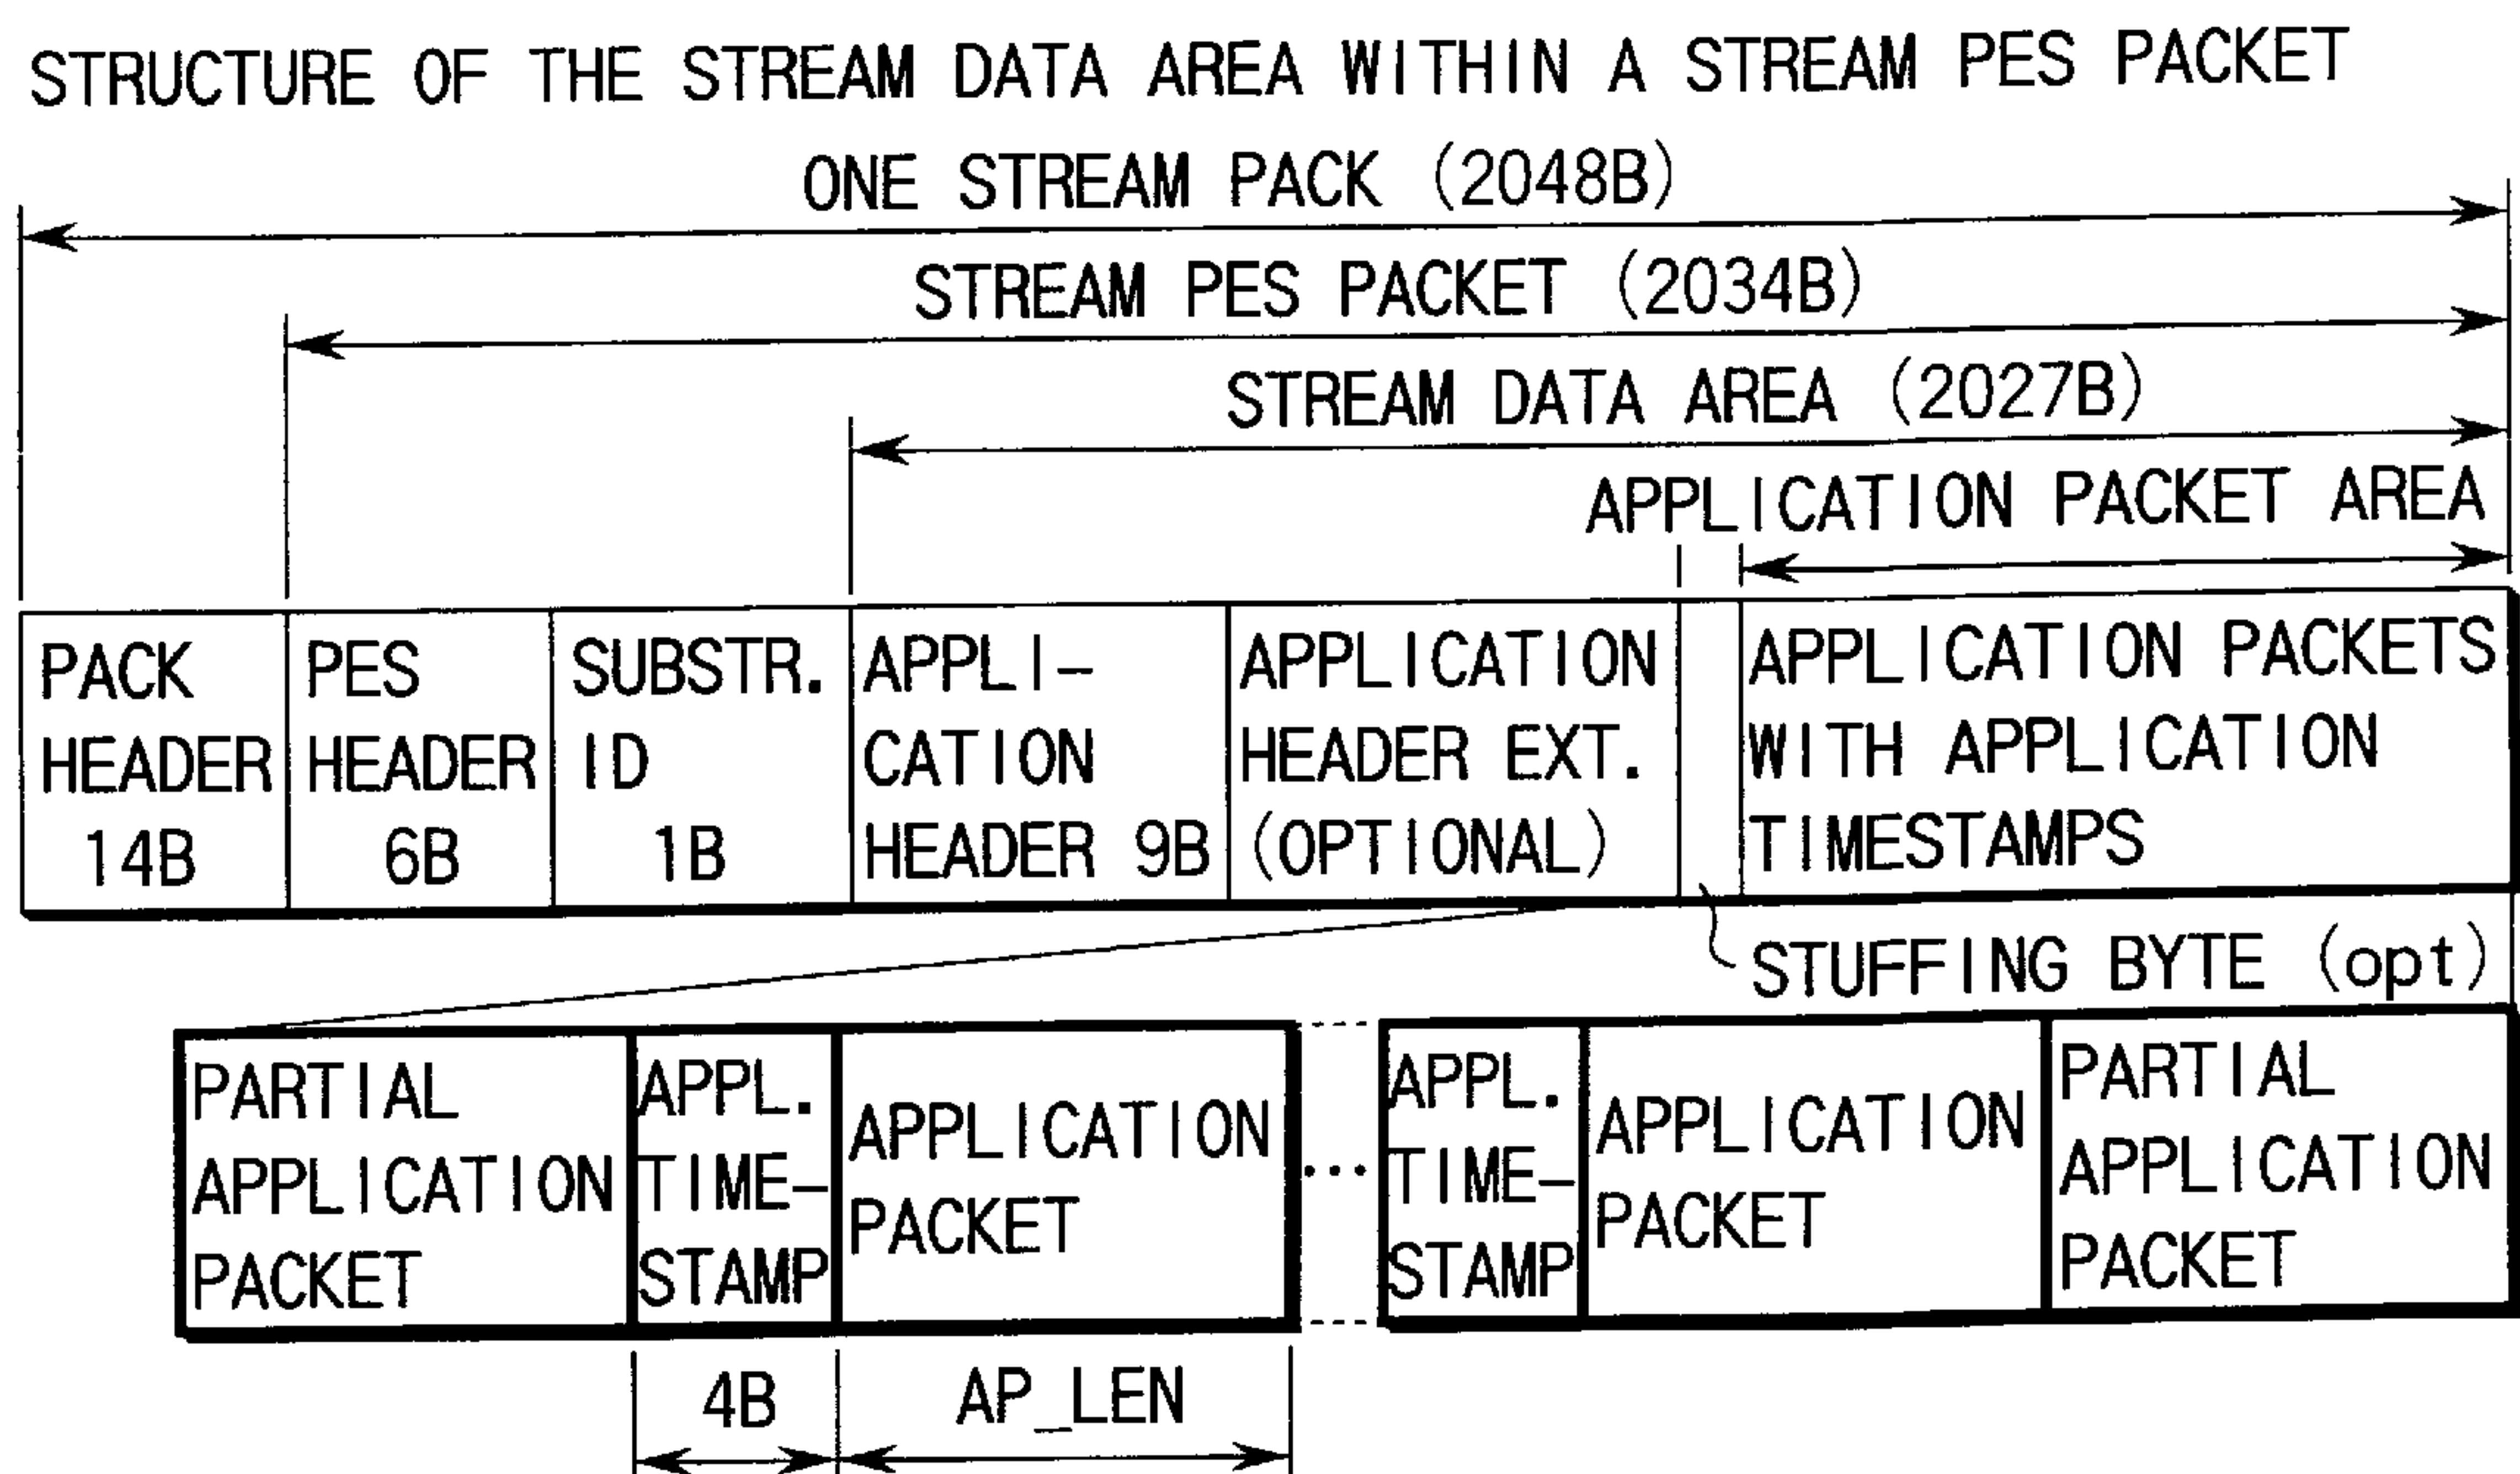 STRUCTURE OF THE STREAM DATA AREA WITHIN A STREAM PES PACKET
ONE STREAM PACK (2048B)
STREAM PES PACKET (2034B)
STREAM DATA AREA (2027B)
APPLICATION PACKET AREA
PACK
HEADER
14B
PES
HEADER
6B
SUBSTR.
ID
1B
APPLI-
CATION
HEADER 9B
APPLICATION
HEADER EXT.
(OPTIONAL)
APPLICATION PACKETS
WITH APPLICATION
TIMESTAMPS
STUFFING BYTE (opt)
PARTIAL
APPLICATION
PACKET
APPL.
TIME-
STAMP
APPLICATION
PACKET
...
APPL.
TIME-
STAMP
APPLICATION
PACKET
PARTIAL
APPLICATION
PACKET
4B
AP_LEN